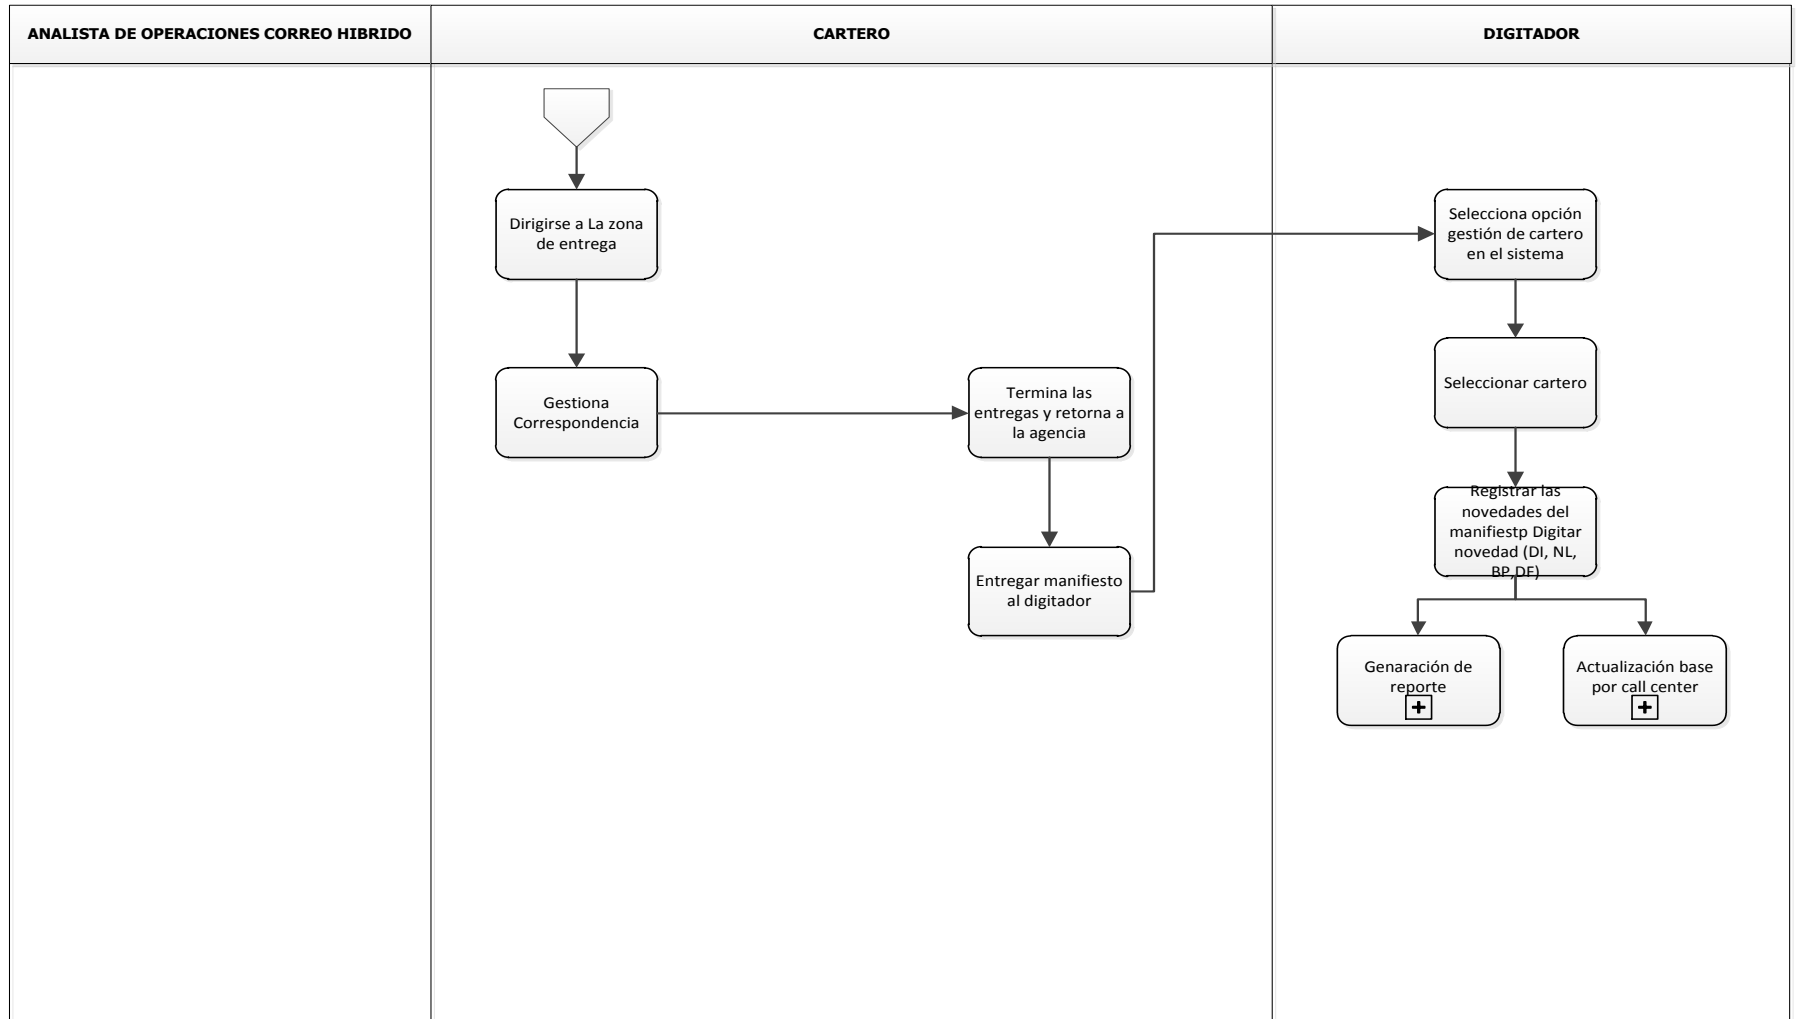 ANALISTA DE OPERACIONES CORREO HIBRIDO
CARTERO
DIGITADOR
Dirigirse a La zona
de entrega
Gestiona
Correspondencia
Termina las
entregas y retorna a
la agencia
Entregar manifiesto
al digitador
Selecciona opción
gestión de cartero
en el sistema
Seleccionar cartero
Registrar las
novedades del
manifiestp Digitar
novedad (DI, NL,
BP,DF)
Genaración de
reporte
Actualización base
por call center